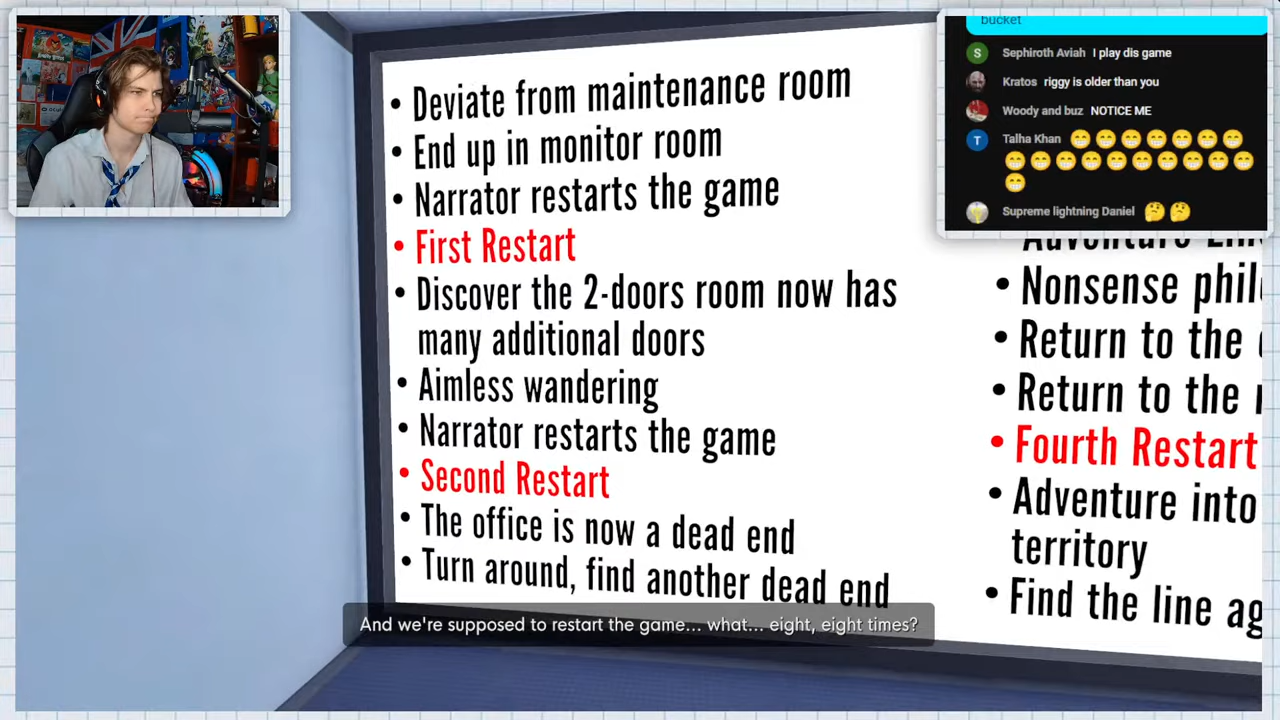 • Deviate from maintenance room
• End up in monitor room
• Narrator restarts the game
• First Restart
• Discover the 2-doors room now has
many additional doors
• Aimless wandering
• Narrator restarts the game
• Second Restart
• The office is now a dead end
• Turn around, find another dead end
• Nonsense
• Return to the
• Return to the
• Fourth Restart
• Adventure into
territory
• Find the line
And we're supposed to restart the game... what... eight, eight times?
bucket
S Sephiroth Aviah I play dis game
Kratos riggy is older than you
Woody and buz NOTICE ME
T Talha Khan 😁😁😁😁😁😁😁
😁😁😁😁😁😁😁😁😁😁
😁
Supreme lightning Daniel 🤔🤔